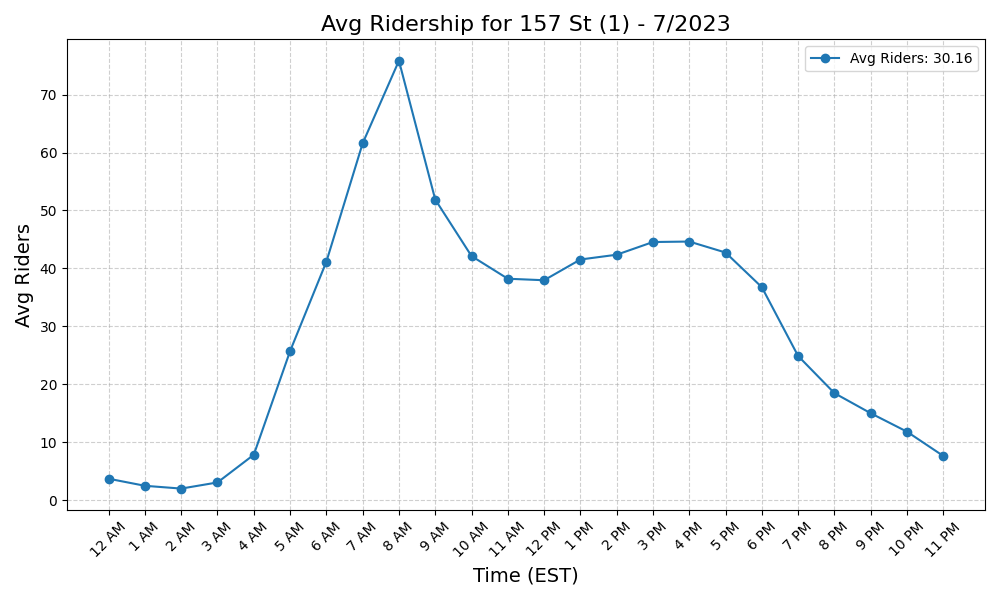 Avg Ridership for 157 St (1) - 7/2023
Avg Riders: 30.16
Avg Riders
70
60
50
40
30
20
10
0
12 AM
1 AM
2 AM
3 AM
4 AM
5 AM
6 AM
7 AM
8 AM
9 AM
10 AM
11 AM
12 PM
1 PM
2 PM
3 PM
4 PM
5 PM
6 PM
7 PM
8 PM
9 PM
10 PM
11 PM
Time (EST)